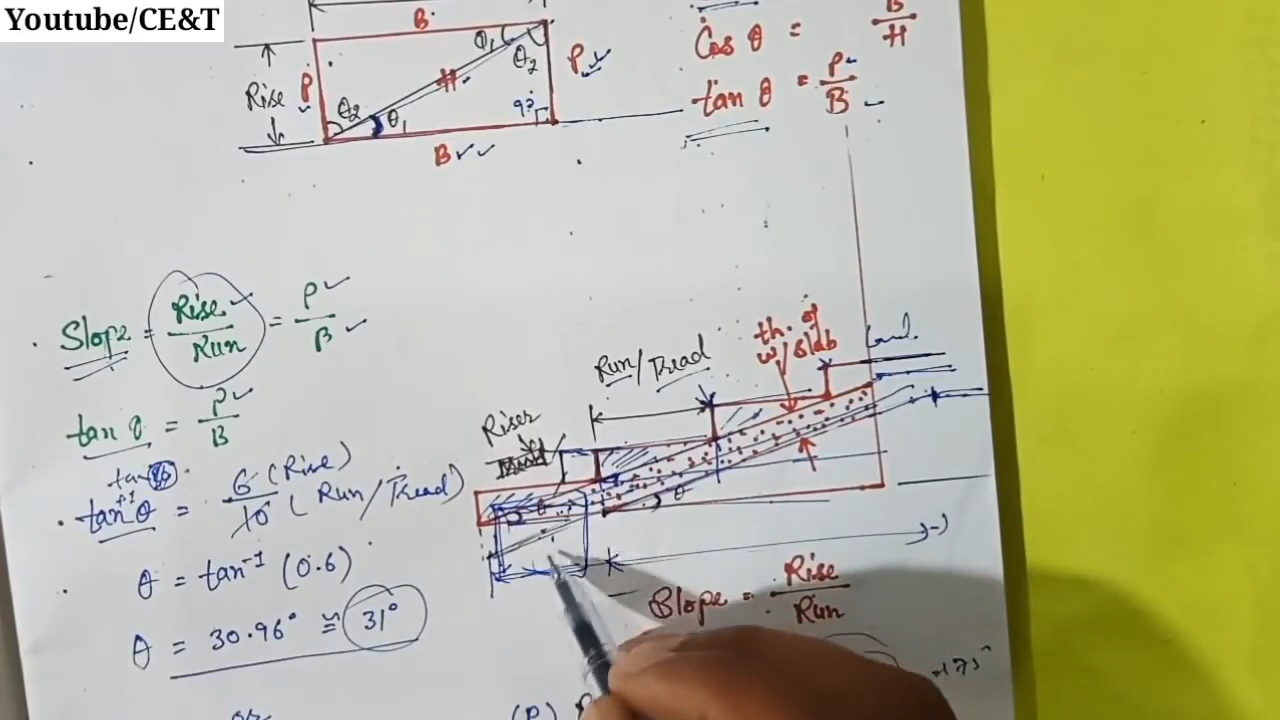 Youtube/CE&T
B
θ1
θ2
H
P
Rise
P
θ2
θ1
90°
B
Cos θ = B/H
tan θ = P/B
Slope = Rise/Run = P/B
tan θ = P/B
tan θ = 6 (Rise)/10 (Run/Tread)
θ = tan⁻¹ (0.6)
θ = 30.96° ≅ 31°
Riser
Run/Tread
th. of
w/slab
θ
θ
Slope = Rise/Run
(P)